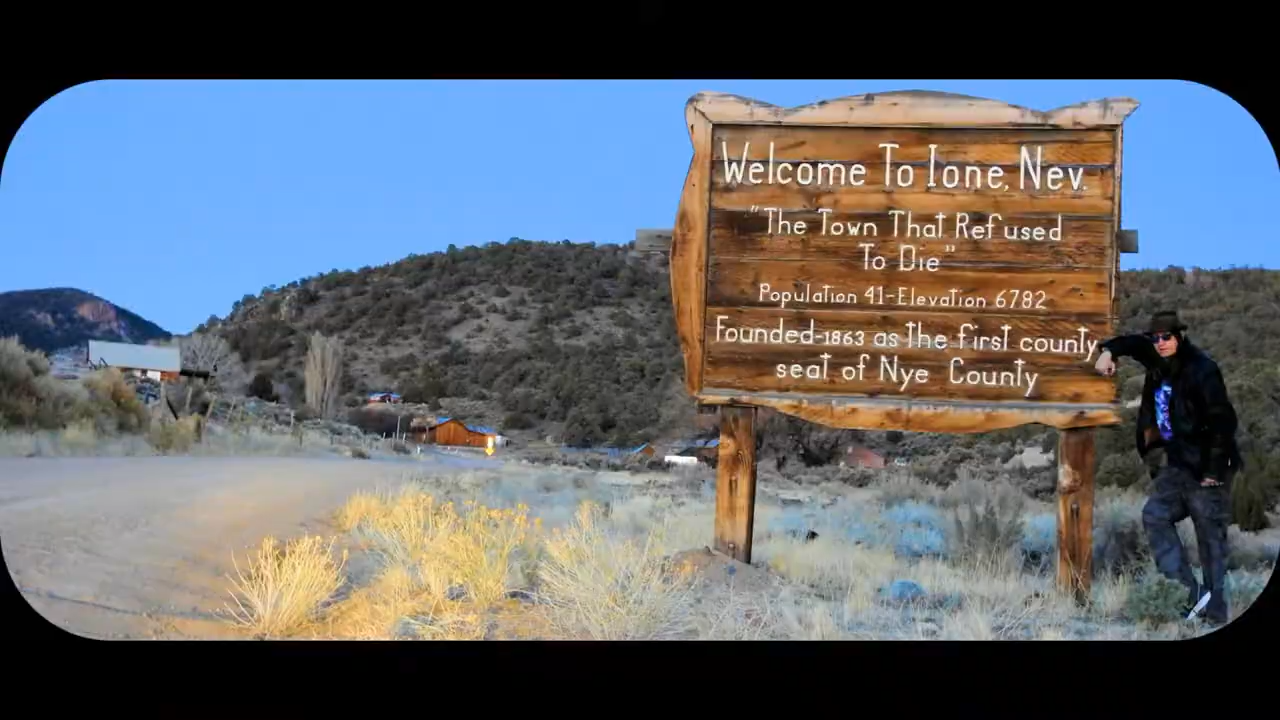 Welcome To Ione, Nev.
"The Town That Refused
To Die"
Population 41-Elevation 6782
Founded-1863 as the first county
seat of Nye County